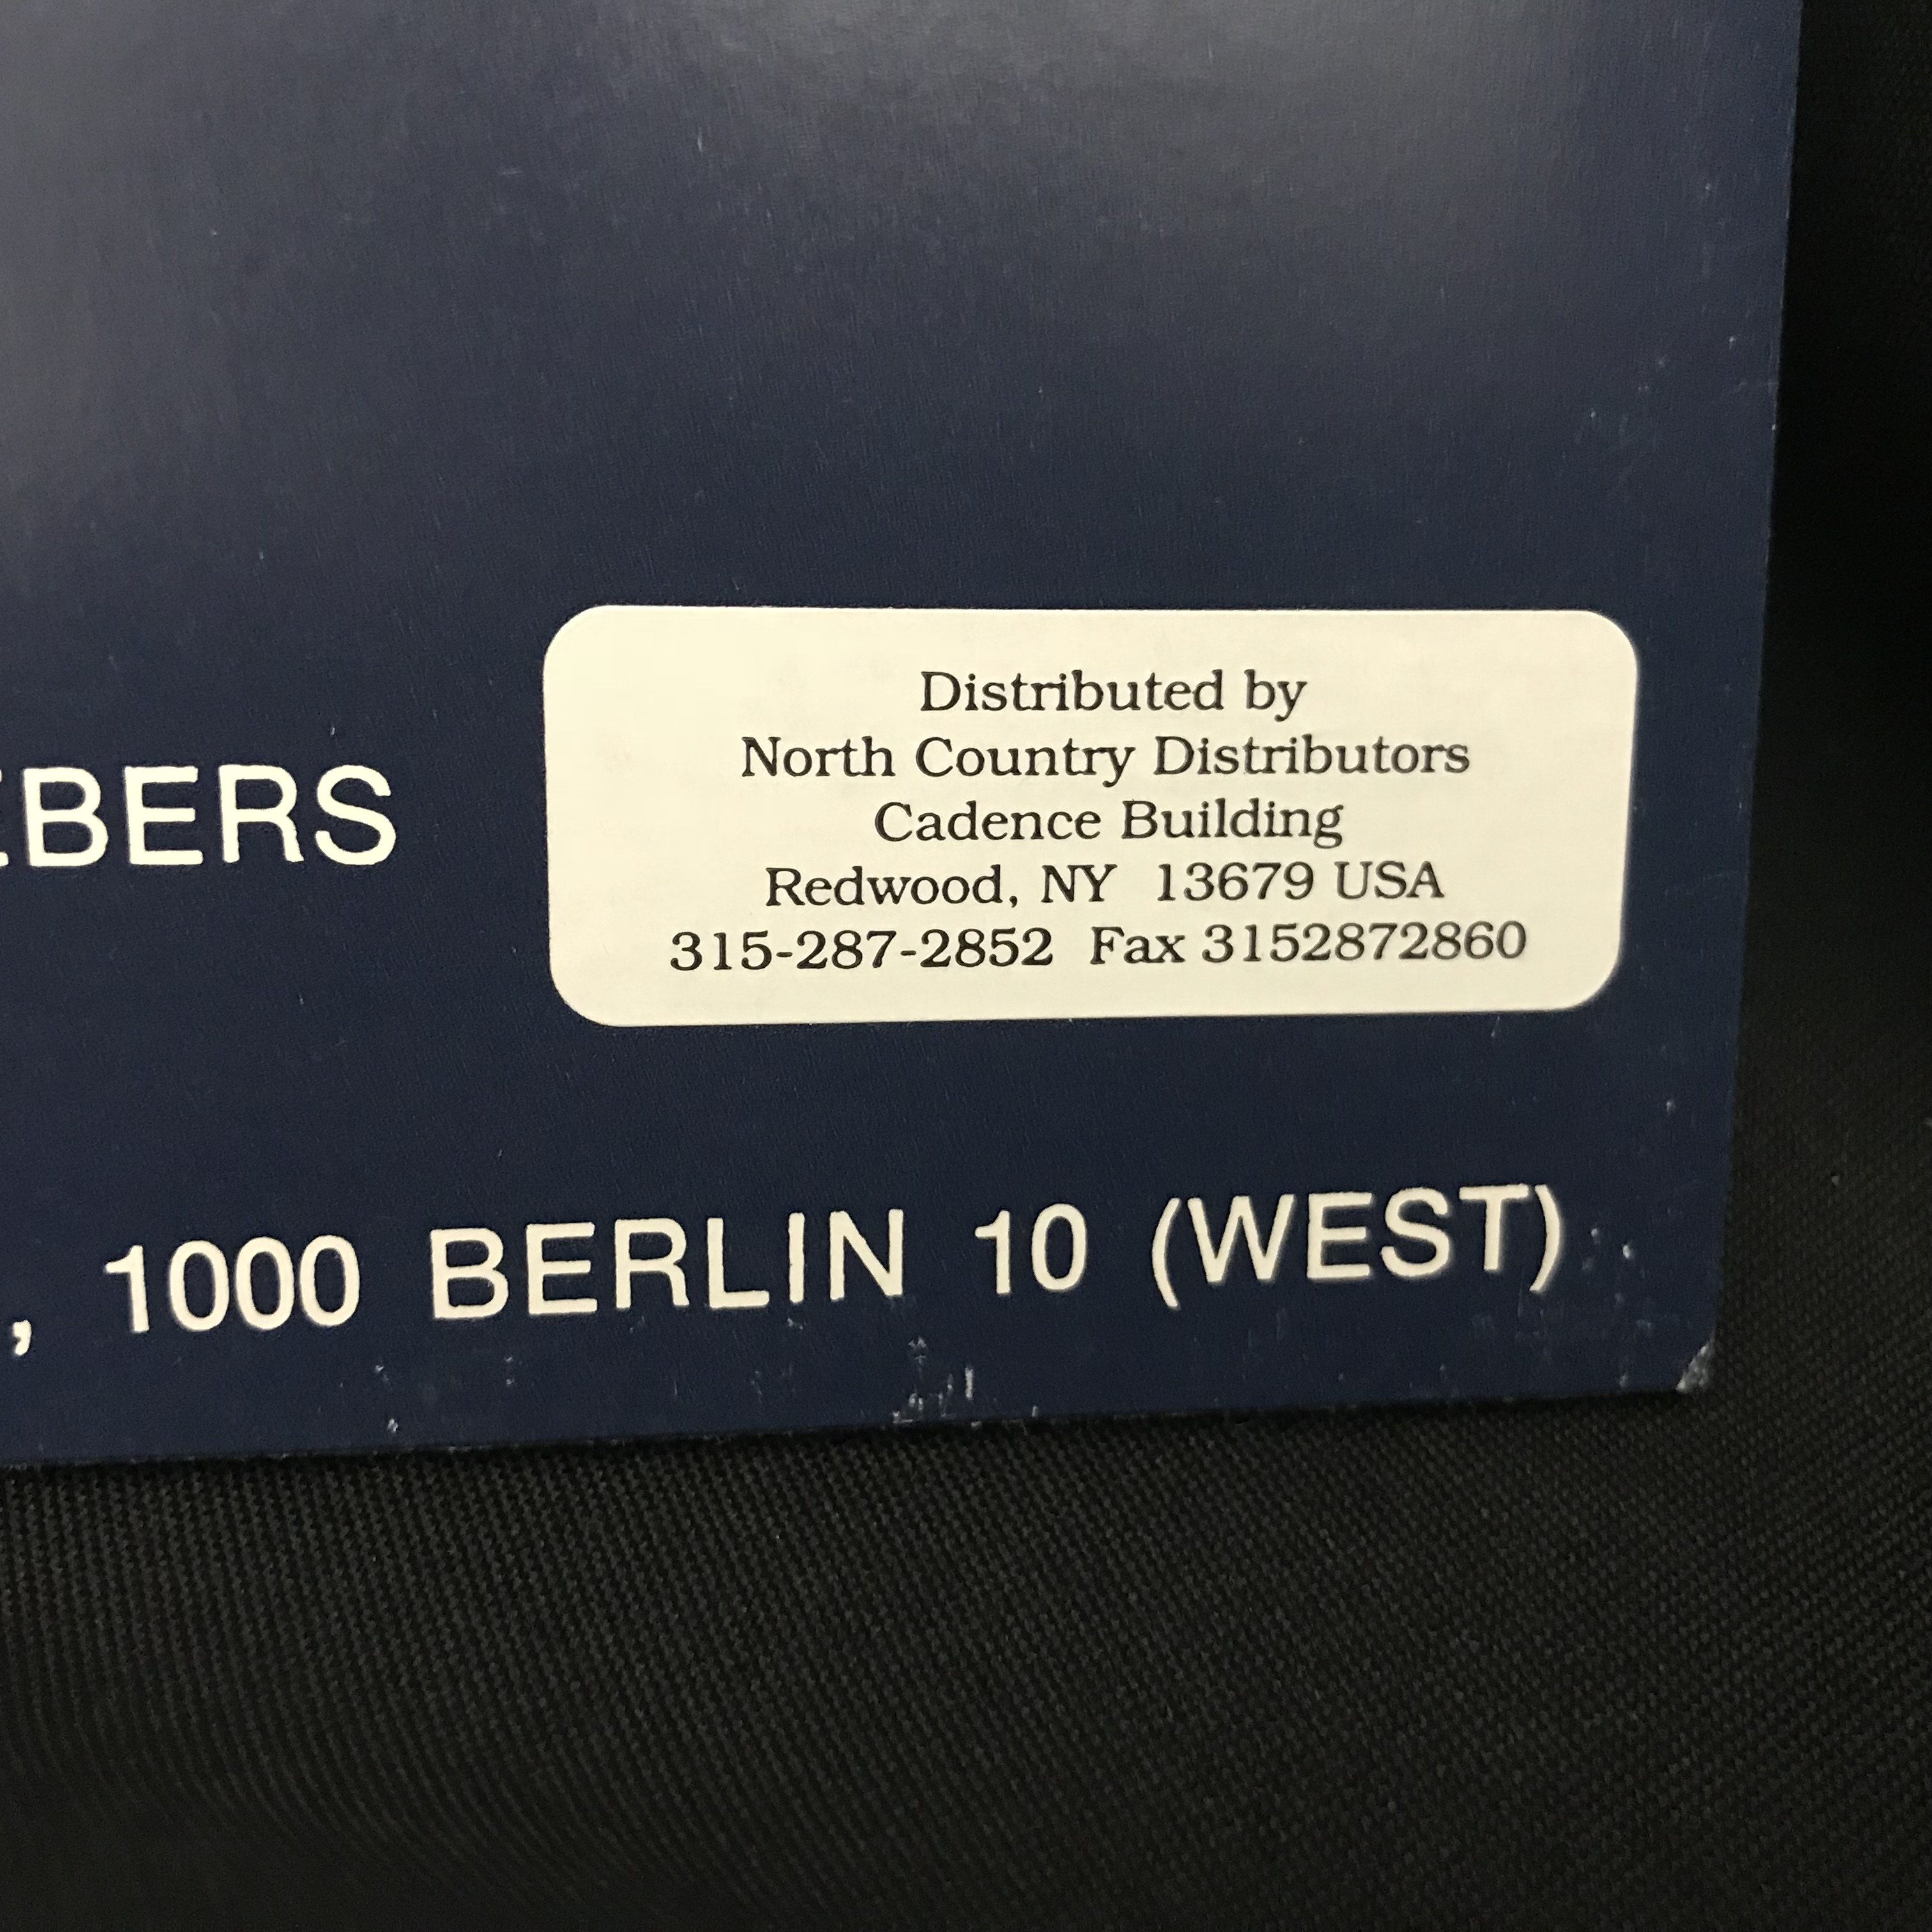 Distributed by
North Country Distributors
Cadence Building
Redwood, NY 13679 USA
315-287-2852 Fax 3152872860
EBERS
, 1000 BERLIN 10 (WEST)